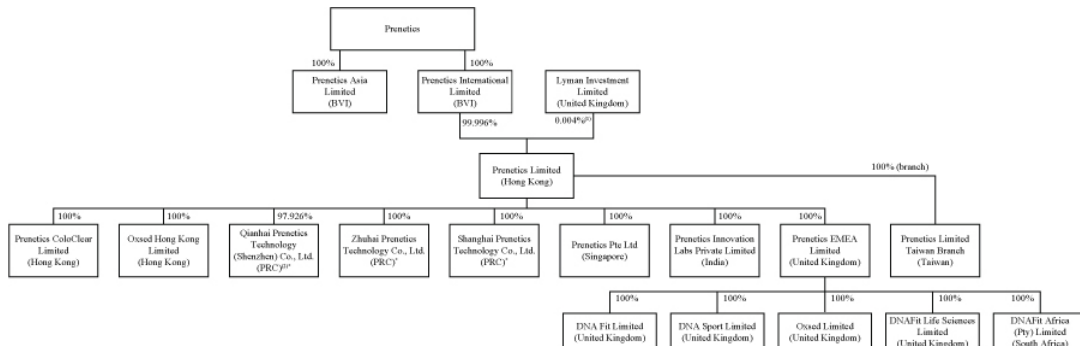 Prenetics
100%
100%
Prenetics Asia
Limited
(BVI)
Prenetics International
Limited
(BVI)
Lyman Investment
Limited
(United Kingdom)
99.996%
0.004%(1)
Prenetics Limited
(Hong Kong)
100% (branch)
100%
100%
97.926%
100%
100%
100%
100%
100%
Prenetics ColoClear
Limited
(Hong Kong)
Oxsed Hong Kong
Limited
(Hong Kong)
Qianhai Prenetics
Technology
(Shenzhen) Co., Ltd.
(PRC)(2)*
Zhuhai Prenetics
Technology Co., Ltd.
(PRC)*
Shanghai Prenetics
Technology Co., Ltd.
(PRC)*
Prenetics Pte Ltd
(Singapore)
Prenetics Innovation
Labs Private Limited
(India)
Prenetics EMEA
Limited
(United Kingdom)
Prenetics Limited
Taiwan Branch
(Taiwan)
100%
100%
100%
100%
100%
DNA Fit Limited
(United Kingdom)
DNA Sport Limited
(United Kingdom)
Oxsed Limited
(United Kingdom)
DNAFit Life Sciences
Limited
(United Kingdom)
DNAFit Africa
(Pty) Limited
(South Africa)